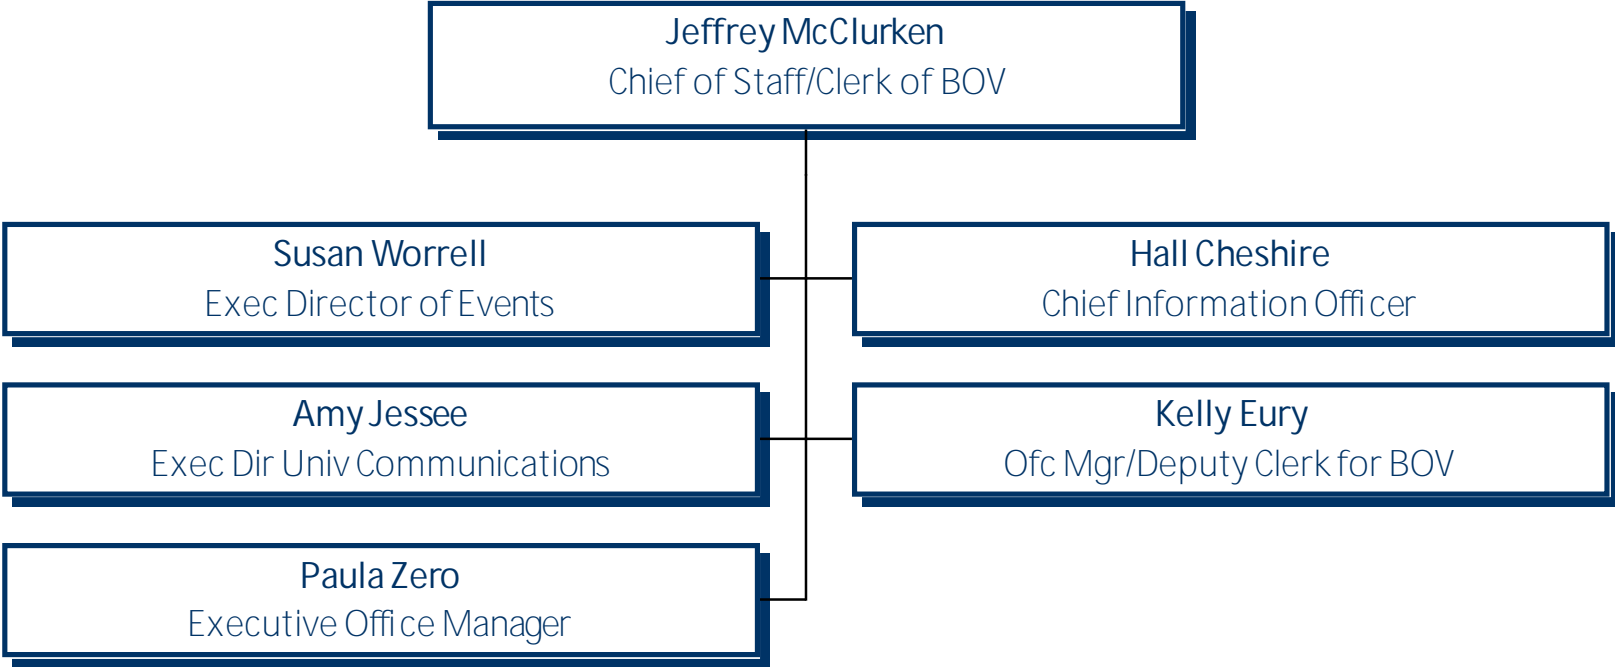 Jeffrey McClurken
Chief of Staff/Clerk of BOV
Susan Worrell
Exec Director of Events
Hall Cheshire
Chief Information Officer
Amy Jessee
Exec Dir Univ Communications
Kelly Eury
Ofc Mgr/Deputy Clerk for BOV
Paula Zero
Executive Office Manager